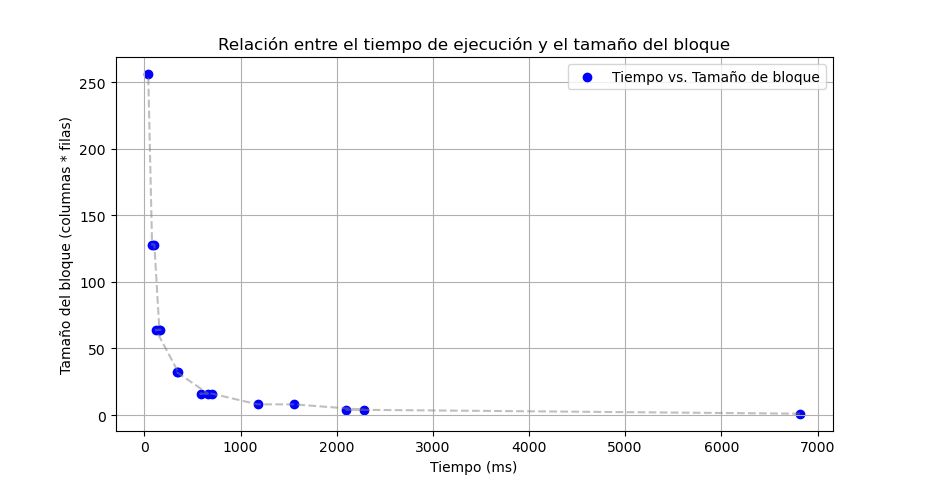 Relación entre el tiempo de ejecución y el tamaño del bloque
Tiempo vs. Tamaño de bloque
Tamaño del bloque (columnas * filas)
250
200
150
100
50
0
0 1000 2000 3000 4000 5000 6000 7000
Tiempo (ms)